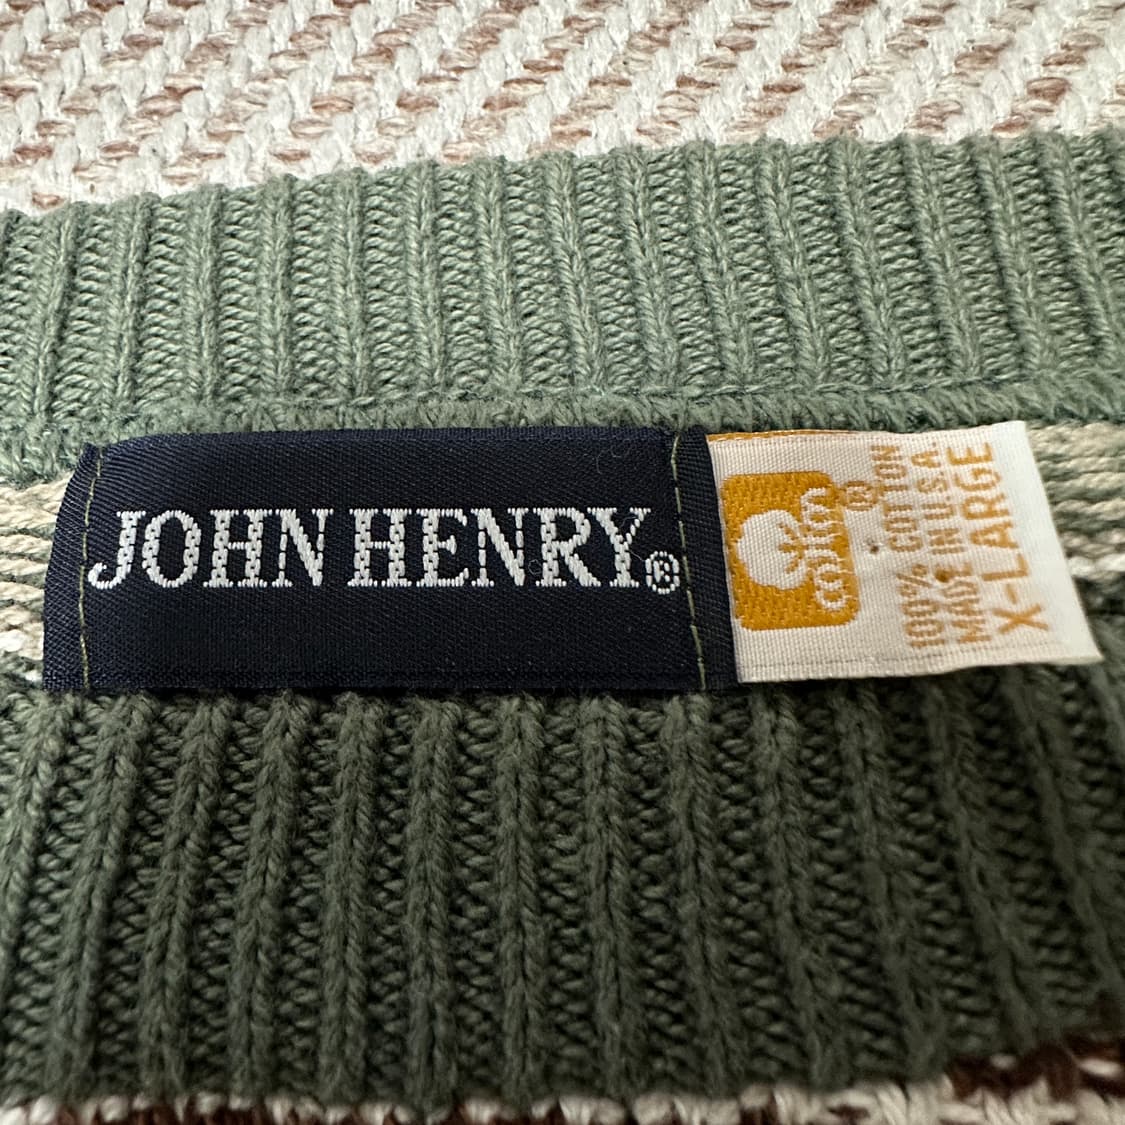 JOHN HENRY®
cotton®
100% COTTON
MADE IN U.S.A.
X-LARGE